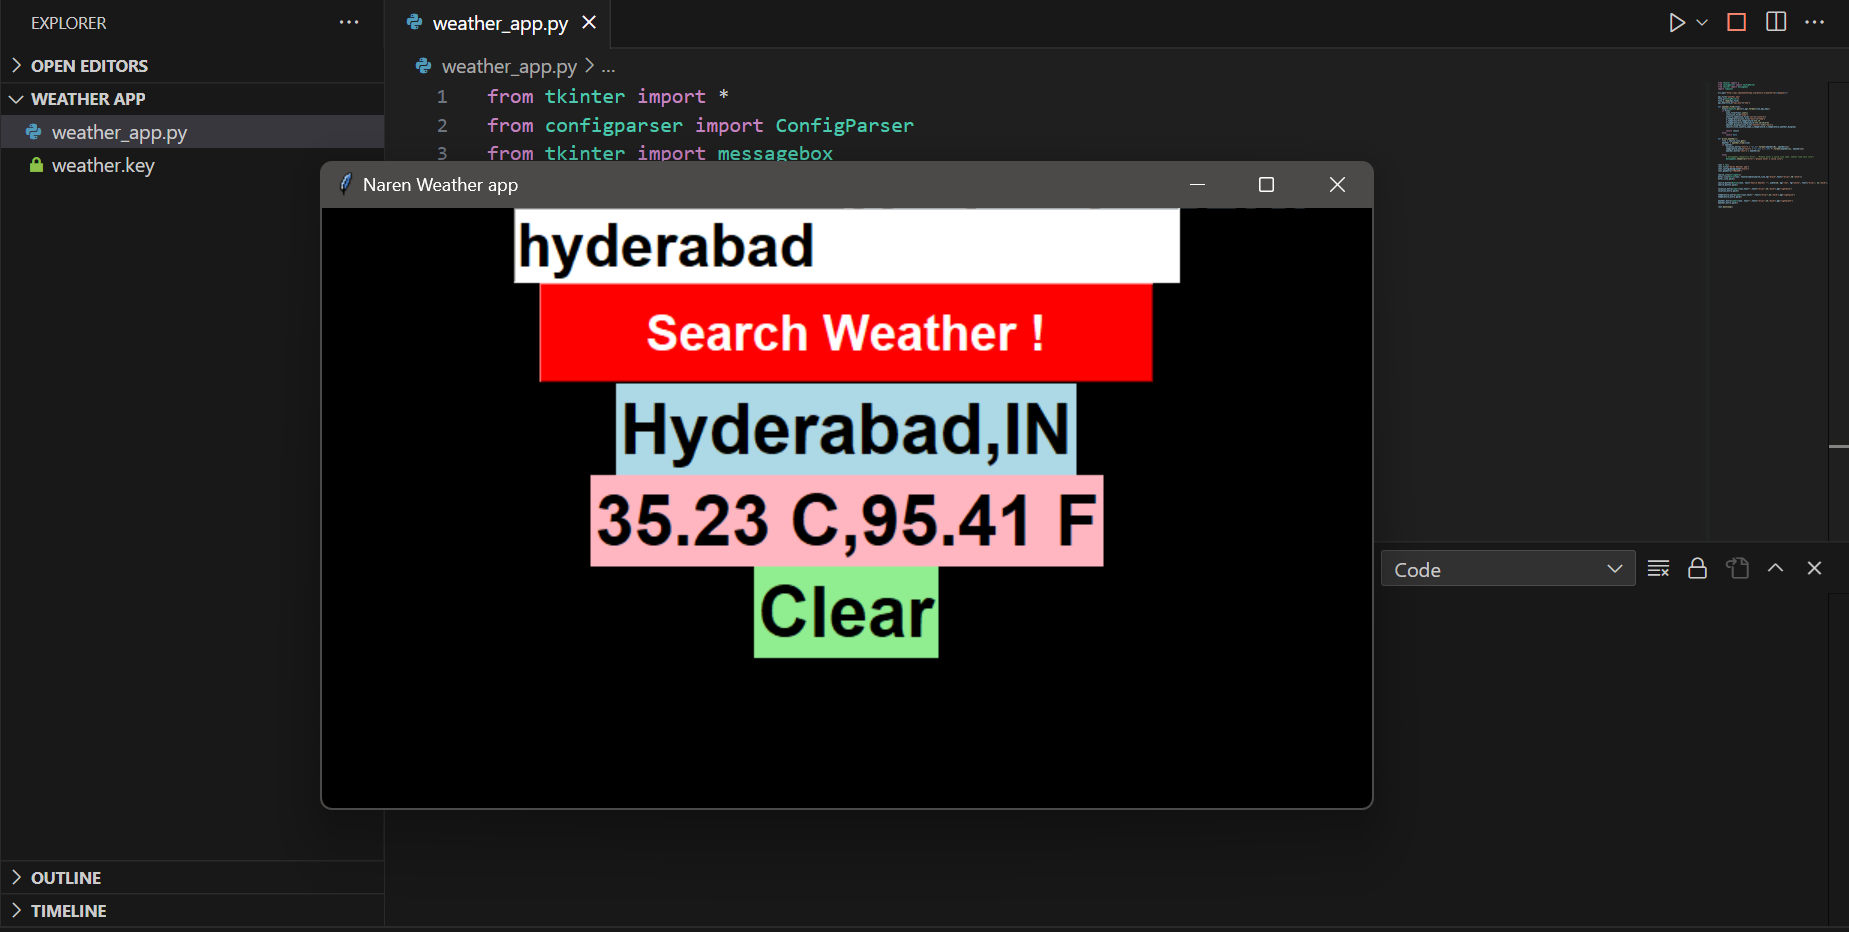 EXPLORER
weather_app.py
OPEN EDITORS
weather_app.py > ...
WEATHER APP
1 from tkinter import *
weather_app.py
2 from configparser import ConfigParser
weather.key
3 from tkinter import messagebox
Naren Weather app
hyderabad
Search Weather !
Hyderabad,IN
35.23 C,95.41 F
Clear
Code
OUTLINE
TIMELINE